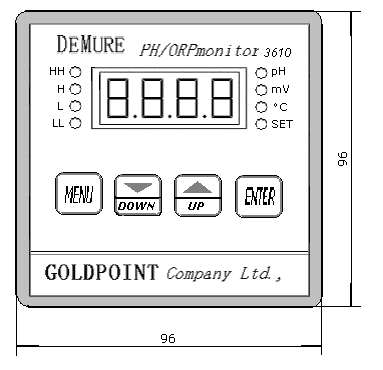 DEMURE PH/ORPmonitor 3610
HH
H
L
LL
8.8.8.8
pH
mV
°C
SET
MENU
DOWN
UP
ENTER
GOLDPOINT Company Ltd.,
96
96